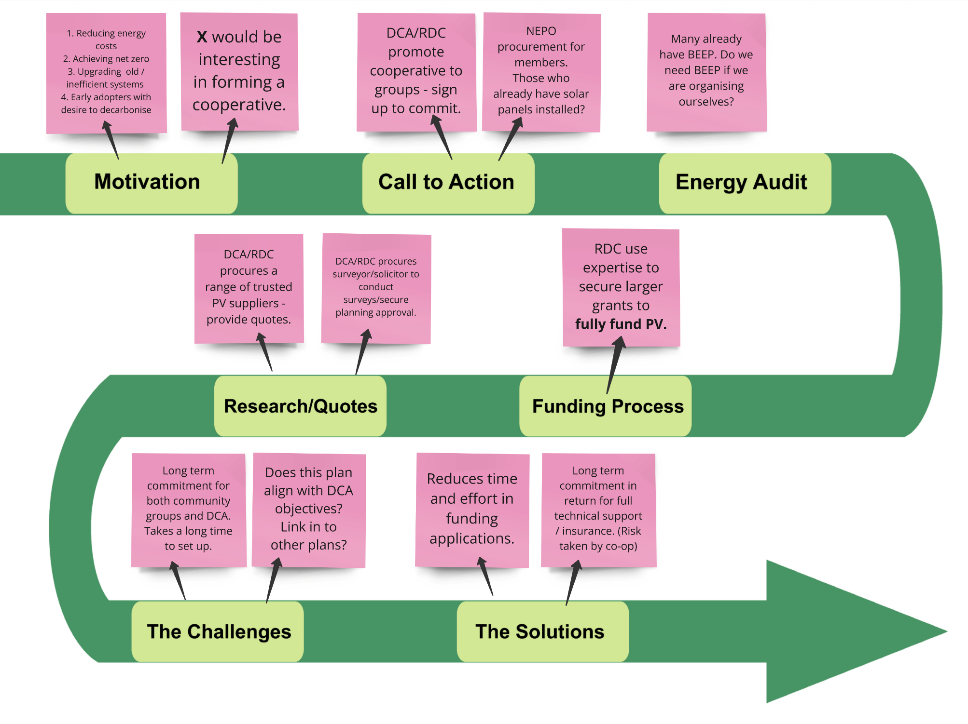 1. Reducing energy
costs
2. Achieving net zero
3. Upgrading old /
inefficient systems
4. Early adopters with
desire to decarbonise
X would be
interesting
in forming a
cooperative.
DCA/RDC
promote
cooperative to
groups - sign
up to commit.
NEPO
procurement for
members.
Those who
already have solar
panels installed?
Many already
have BEEP. Do we
need BEEP if we
are organising
ourselves?
Motivation
Call to Action
Energy Audit
DCA/RDC
procures a
range of trusted
PV suppliers -
provide quotes.
DCA/RDC procures
surveyor/solicitor to
conduct
surveys/secure
planning approval.
RDC use
expertise to
secure larger
grants to
fully fund PV.
Research/Quotes
Funding Process
Long term
commitment for
both community
groups and DCA.
Takes a long time
to set up.
Does this plan
align with DCA
objectives?
Link in to
other plans?
Reduces time
and effort in
funding
applications.
Long term
commitment in
return for full
technical support
/ insurance. (Risk
taken by co-op)
The Challenges
The Solutions